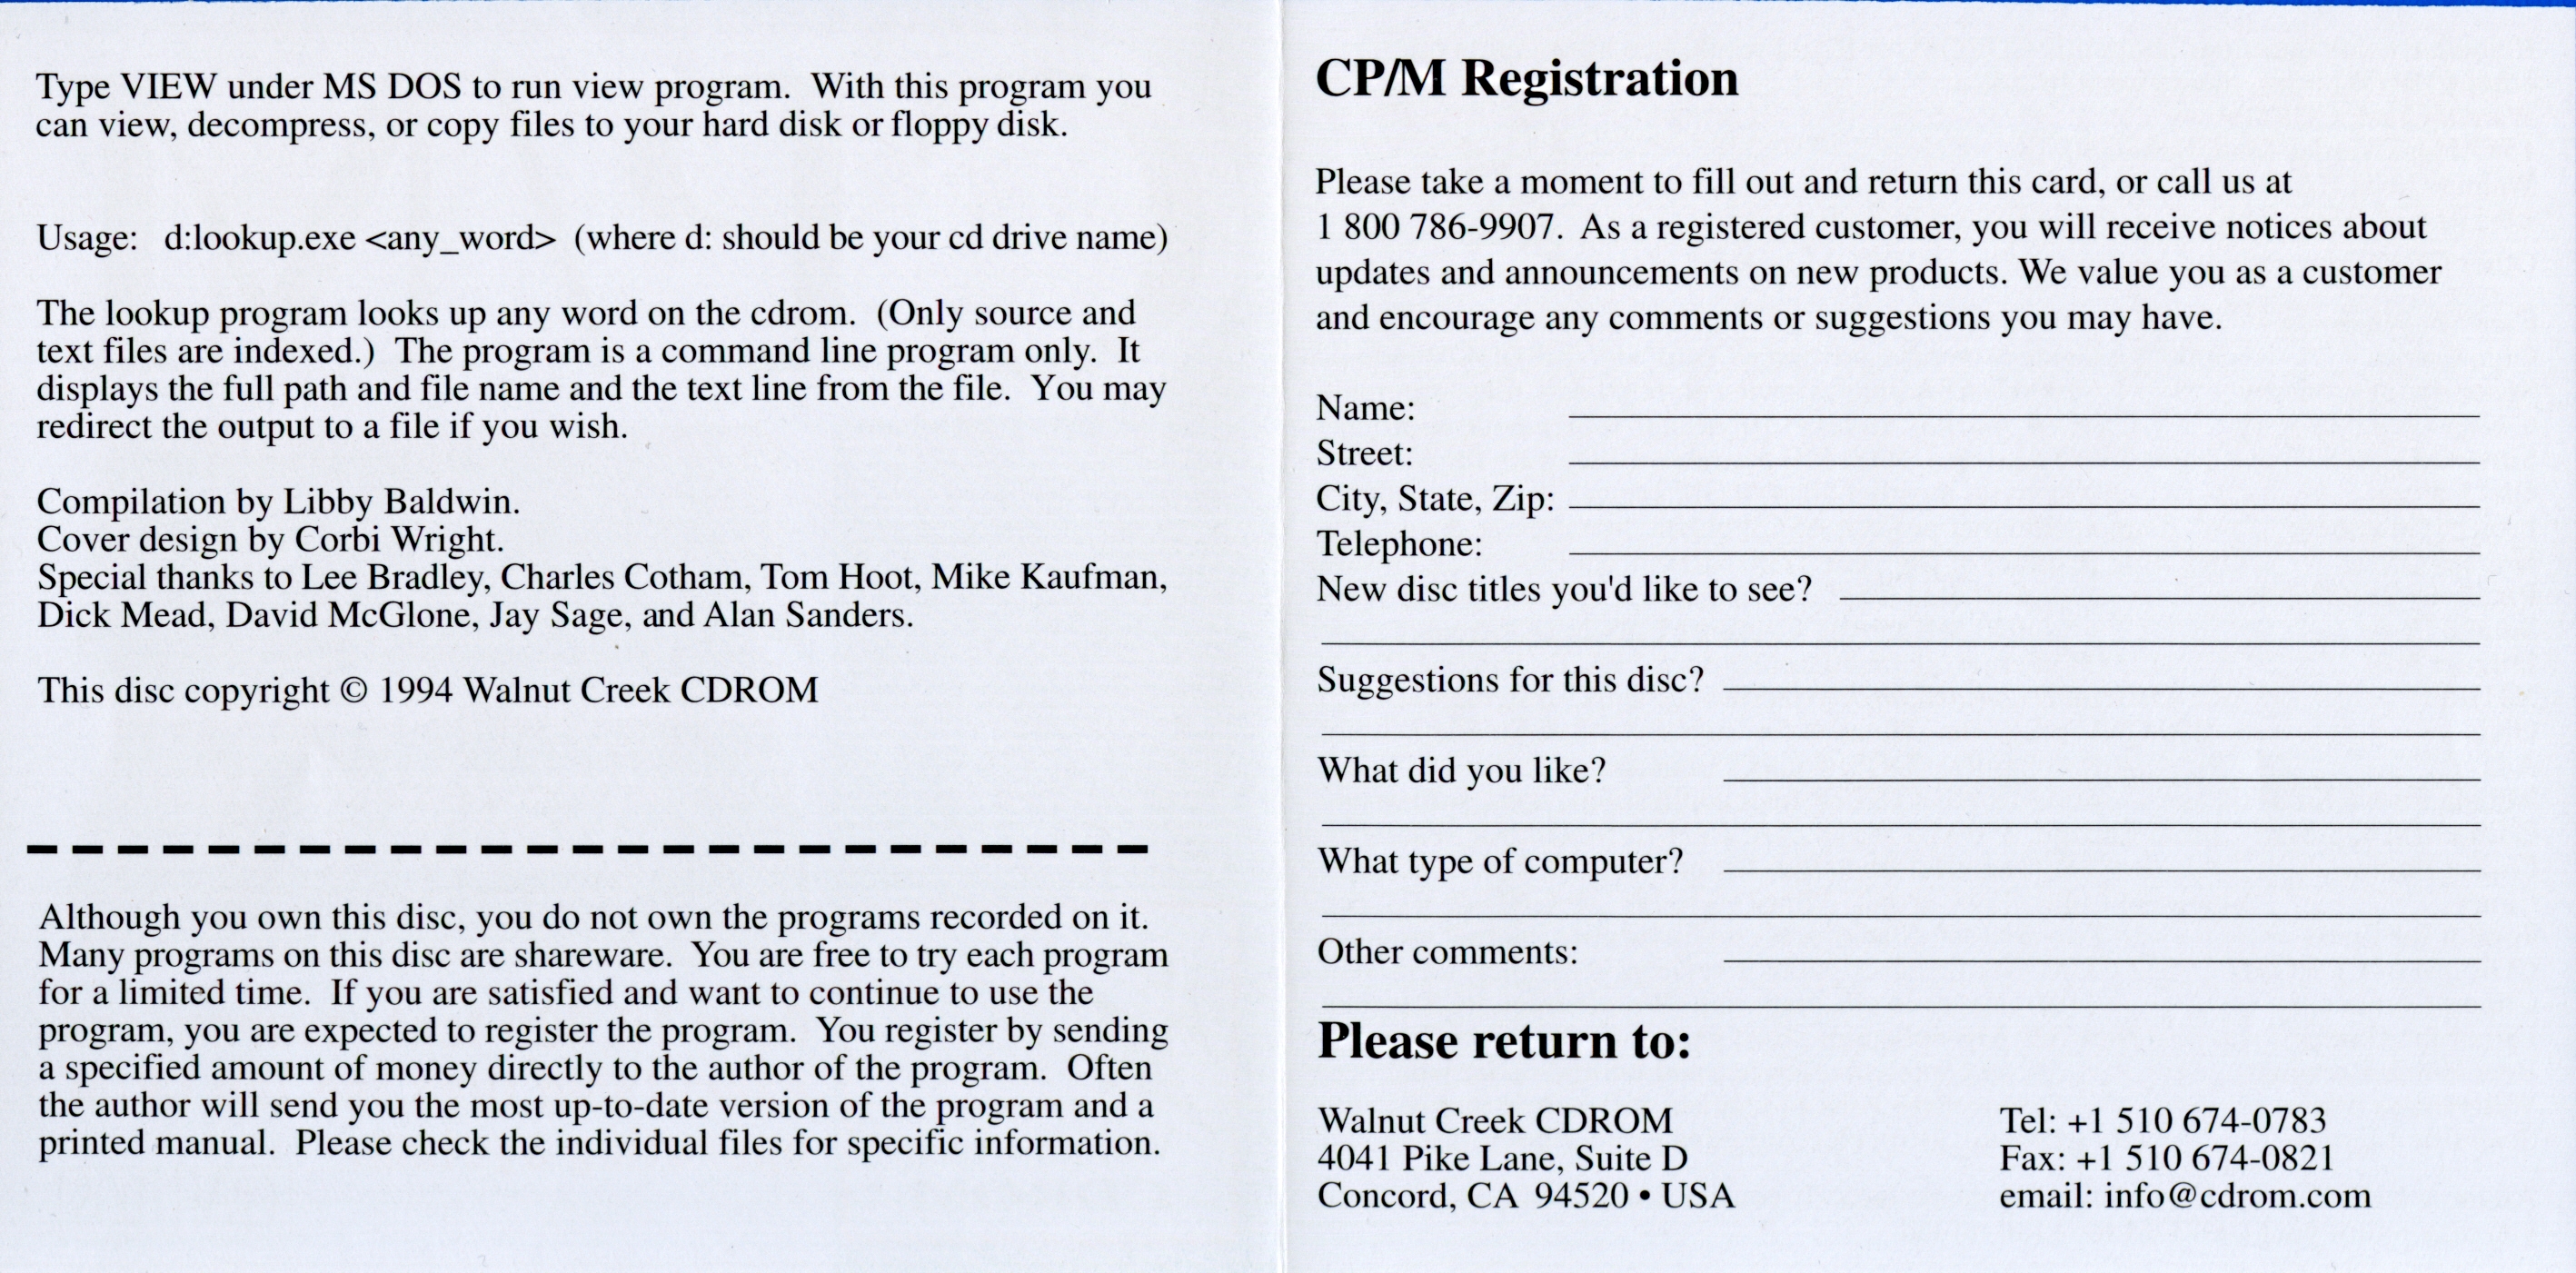 Type VIEW under MS DOS to run view program.  With this program you
can view, decompress, or copy files to your hard disk or floppy disk.
Usage:   d:lookup.exe <any_word>  (where d: should be your cd drive name)
The lookup program looks up any word on the cdrom.  (Only source and
text files are indexed.)  The program is a command line program only.  It
displays the full path and file name and the text line from the file.  You may
redirect the output to a file if you wish.
Compilation by Libby Baldwin.
Cover design by Corbi Wright.
Special thanks to Lee Bradley, Charles Cotham, Tom Hoot, Mike Kaufman,
Dick Mead, David McGlone, Jay Sage, and Alan Sanders.
This disc copyright © 1994 Walnut Creek CDROM
Although you own this disc, you do not own the programs recorded on it.
Many programs on this disc are shareware.  You are free to try each program
for a limited time.  If you are satisfied and want to continue to use the
program, you are expected to register the program.  You register by sending
a specified amount of money directly to the author of the program.  Often
the author will send you the most up-to-date version of the program and a
printed manual.  Please check the individual files for specific information.
CP/M Registration
Please take a moment to fill out and return this card, or call us at
1 800 786-9907.  As a registered customer, you will receive notices about
updates and announcements on new products. We value you as a customer
and encourage any comments or suggestions you may have.
Name:
Street:
City, State, Zip:
Telephone:
New disc titles you'd like to see?
Suggestions for this disc?
What did you like?
What type of computer?
Other comments:
Please return to:
Walnut Creek CDROM
4041 Pike Lane, Suite D
Concord, CA  94520 • USA
Tel: +1 510 674-0783
Fax: +1 510 674-0821
email: info@cdrom.com